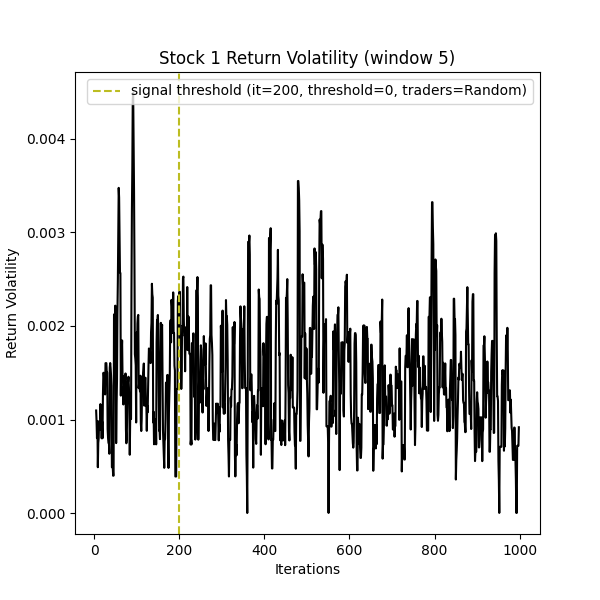 Stock 1 Return Volatility (window 5)
signal threshold (it=200, threshold=0, traders=Random)
0.004
0.003
0.002
0.001
0.000
Return Volatility
0 200 400 600 800 1000
Iterations